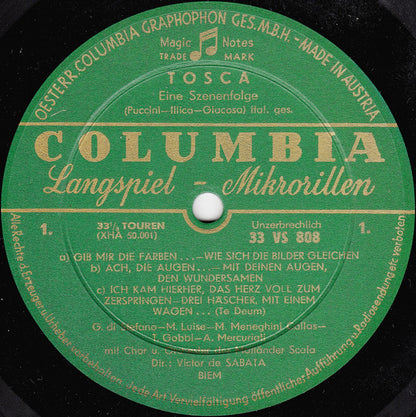 OESTERR. COLUMBIA GRAPHOPHON GES.M.B.H. - MADE IN AUSTRIA
Magic Notes
TRADE MARK
TOSCA
Eine Szenenfolge
(Puccini-Illica-Giacosa) ital. ges.
COLUMBIA
Langspiel - Mikrorillen
1. 33⅓ TOUREN Unzerbrechlich 1.
(XHA 50.001) 33 VS 808
a) GIB MIR DIE FARBEN...-WIE SICH DIE BILDER GLEICHEN
b) ACH, DIE AUGEN...-MIT DEINEN AUGEN,
DEN WUNDERSAMEN
c) ICH KAM HIERHER, DAS HERZ VOLL ZUM
ZERSPRINGEN-DREI HÄSCHER, MIT EINEM
WAGEN... (Te Deum)
G. di Stefano-M. Luise-M. Meneghini Callas-
T. Gobbi-A. Mercuriali
mit Chor u. Orchester der Mailänder Scala
Dir.: Victor de SABATA
BIEM
Alle Rechte d. Erzeugers u. Urheber vorbehalten. Jede Art Vervielfältigung öffentlicher Aufführung u. Radiosendung etc verboten